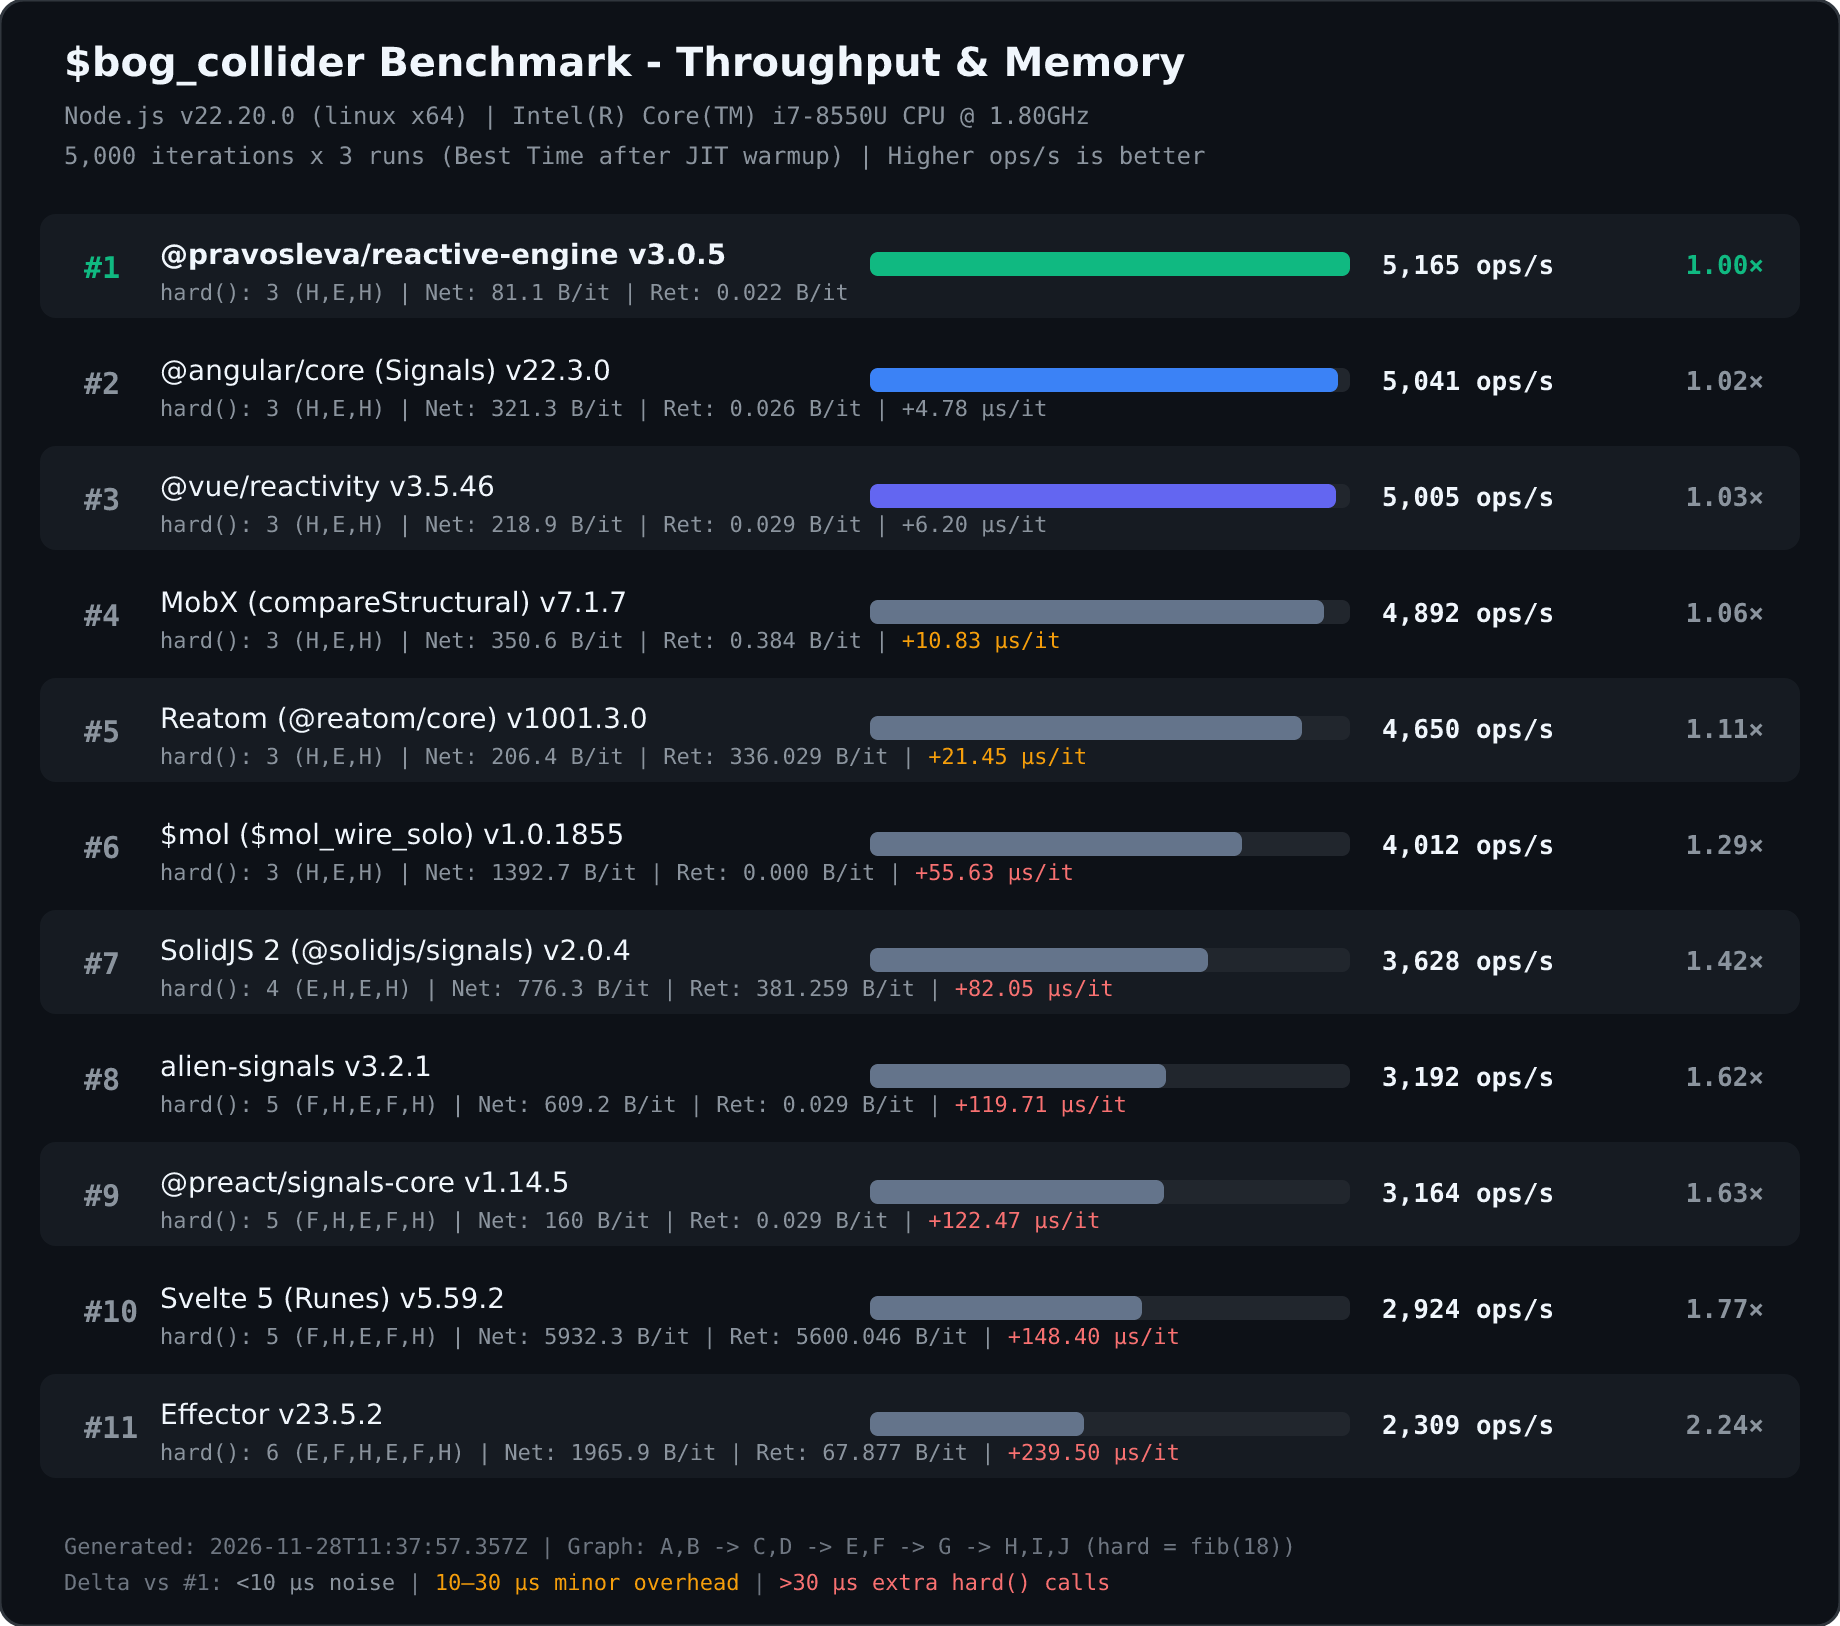 $bog_collider Benchmark - Throughput & Memory
Node.js v22.20.0 (linux x64) | Intel(R) Core(TM) i7-8550U CPU @ 1.80GHz
5,000 iterations x 3 runs (Best Time after JIT warmup) | Higher ops/s is better
#1 @pravosleva/reactive-engine v3.0.5 5,165 ops/s 1.00×
hard(): 3 (H,E,H) | Net: 81.1 B/it | Ret: 0.022 B/it
#2 @angular/core (Signals) v22.3.0 5,041 ops/s 1.02×
hard(): 3 (H,E,H) | Net: 321.3 B/it | Ret: 0.026 B/it | +4.78 µs/it
#3 @vue/reactivity v3.5.46 5,005 ops/s 1.03×
hard(): 3 (H,E,H) | Net: 218.9 B/it | Ret: 0.029 B/it | +6.20 µs/it
#4 MobX (compareStructural) v7.1.7 4,892 ops/s 1.06×
hard(): 3 (H,E,H) | Net: 350.6 B/it | Ret: 0.384 B/it | +10.83 µs/it
#5 Reatom (@reatom/core) v1001.3.0 4,650 ops/s 1.11×
hard(): 3 (H,E,H) | Net: 206.4 B/it | Ret: 336.029 B/it | +21.45 µs/it
#6 $mol ($mol_wire_solo) v1.0.1855 4,012 ops/s 1.29×
hard(): 3 (H,E,H) | Net: 1392.7 B/it | Ret: 0.000 B/it | +55.63 µs/it
#7 SolidJS 2 (@solidjs/signals) v2.0.4 3,628 ops/s 1.42×
hard(): 4 (E,H,E,H) | Net: 776.3 B/it | Ret: 381.259 B/it | +82.05 µs/it
#8 alien-signals v3.2.1 3,192 ops/s 1.62×
hard(): 5 (F,H,E,F,H) | Net: 609.2 B/it | Ret: 0.029 B/it | +119.71 µs/it
#9 @preact/signals-core v1.14.5 3,164 ops/s 1.63×
hard(): 5 (F,H,E,F,H) | Net: 160 B/it | Ret: 0.029 B/it | +122.47 µs/it
#10 Svelte 5 (Runes) v5.59.2 2,924 ops/s 1.77×
hard(): 5 (F,H,E,F,H) | Net: 5932.3 B/it | Ret: 5600.046 B/it | +148.40 µs/it
#11 Effector v23.5.2 2,309 ops/s 2.24×
hard(): 6 (E,F,H,E,F,H) | Net: 1965.9 B/it | Ret: 67.877 B/it | +239.50 µs/it
Generated: 2026-11-28T11:37:57.357Z | Graph: A,B -> C,D -> E,F -> G -> H,I,J (hard = fib(18))
Delta vs #1: <10 µs noise | 10–30 µs minor overhead | >30 µs extra hard() calls